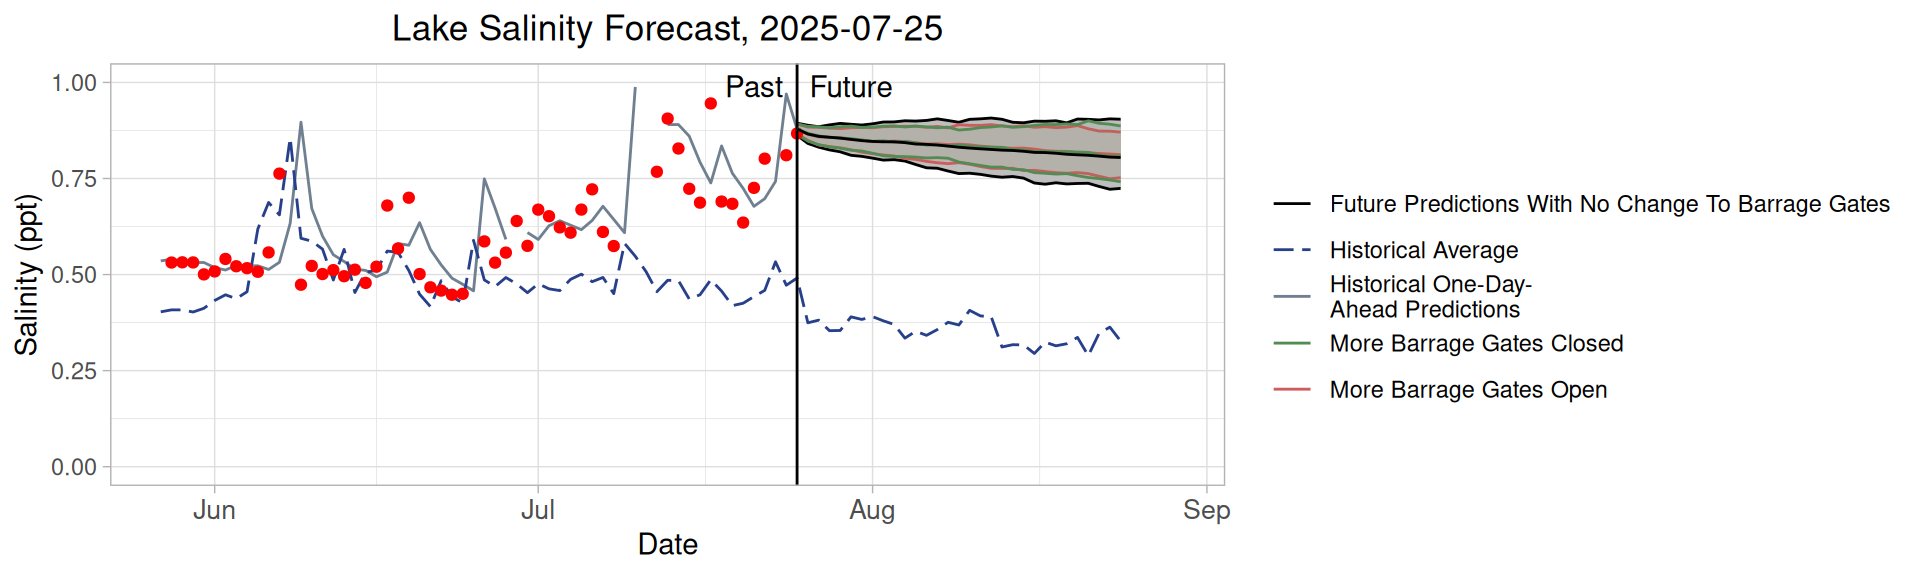 Lake Salinity Forecast, 2025-07-25
Past
Future
1.00
0.75
0.50
0.25
0.00
Salinity (ppt)
Jun
Jul
Aug
Sep
Date
Future Predictions With No Change To Barrage Gates
Historical Average
Historical One-Day-
Ahead Predictions
More Barrage Gates Closed
More Barrage Gates Open